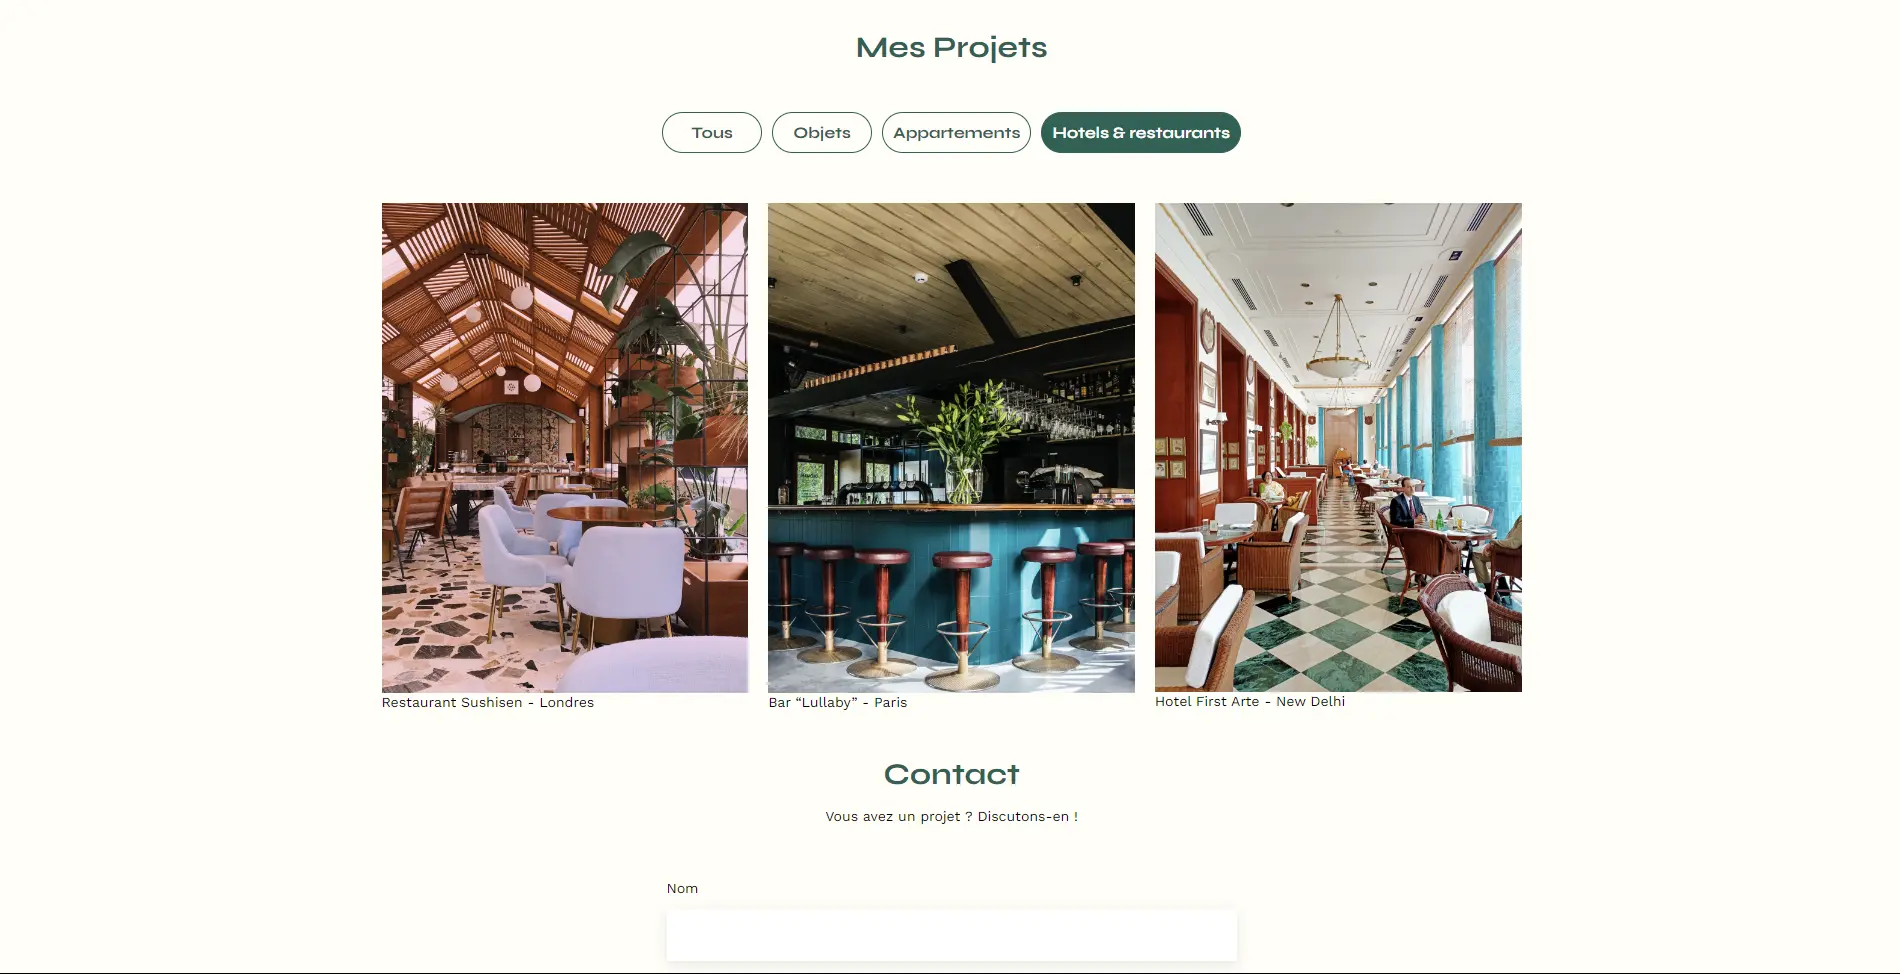 Mes Projets
Tous
Objets
Appartements
Hotels & restaurants
Restaurant Sushisen - Londres
Bar “Lullaby” - Paris
Hotel First Arte - New Delhi
Contact
Vous avez un projet ? Discutons-en !
Nom